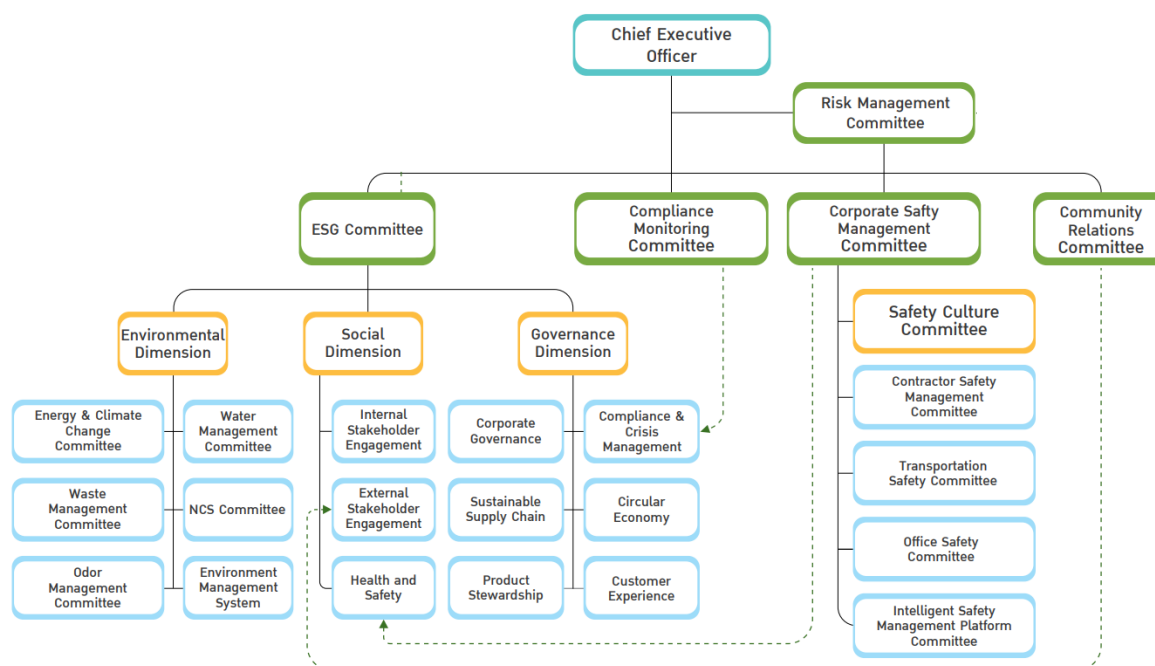 Chief Executive
Officer
Risk Management
Committee
ESG Committee
Compliance
Monitoring
Committee
Corporate Safty
Management
Committee
Community
Relations
Committee
Environmental
Dimension
Social
Dimension
Governance
Dimension
Safety Culture
Committee
Energy & Climate
Change
Committee
Water
Management
Committee
Internal
Stakeholder
Engagement
Corporate
Governance
Compliance &
Crisis
Management
Contractor Safety
Management
Committee
Waste
Management
Committee
NCS Committee
External
Stakeholder
Engagement
Sustainable
Supply Chain
Circular
Economy
Transportation
Safety Committee
Odor
Management
Committee
Environment
Management
System
Health and
Safety
Product
Stewardship
Customer
Experience
Office Safety
Committee
Intelligent Safety
Management Platform
Committee